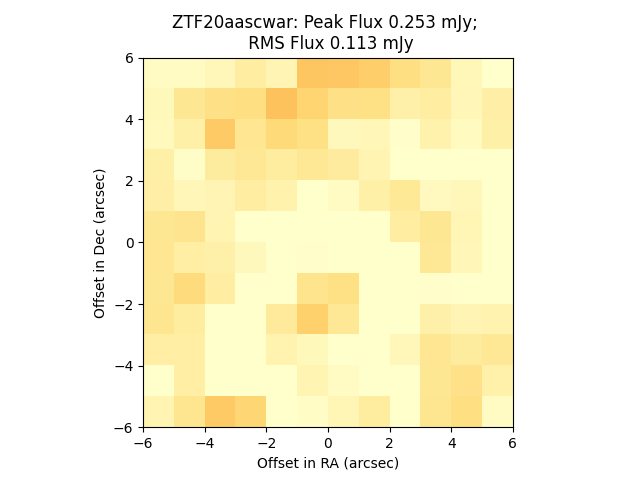 ZTF20aascwar: Peak Flux 0.253 mJy;
RMS Flux 0.113 mJy
6
4
2
0
−2
−4
−6
Offset in Dec (arcsec)
−6 −4 −2 0 2 4 6
Offset in RA (arcsec)